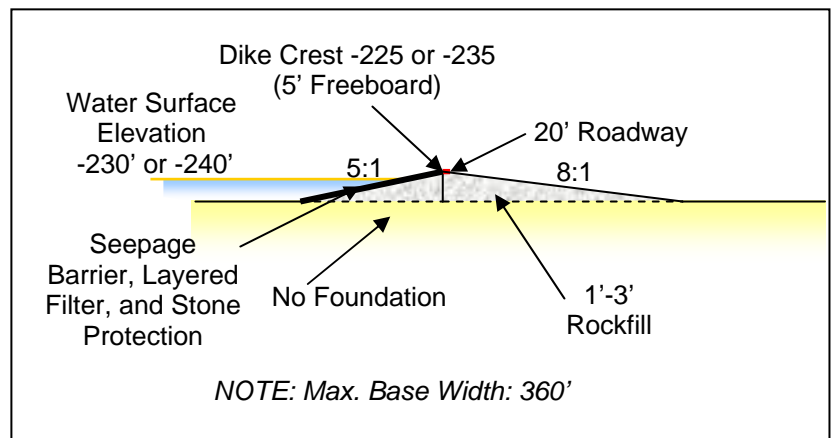 Dike Crest -225 or -235
(5’ Freeboard)
Water Surface
Elevation
-230’ or -240’
20’ Roadway
5:1
8:1
Seepage
Barrier, Layered
Filter, and Stone
Protection
No Foundation
1’-3’
Rockfill
NOTE: Max. Base Width: 360’